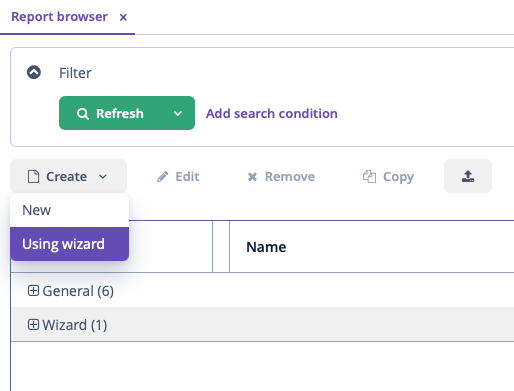 Report browser ×
Filter
Refresh Add search condition
Create Edit Remove Copy
New
Using wizard
Name
General (6)
Wizard (1)